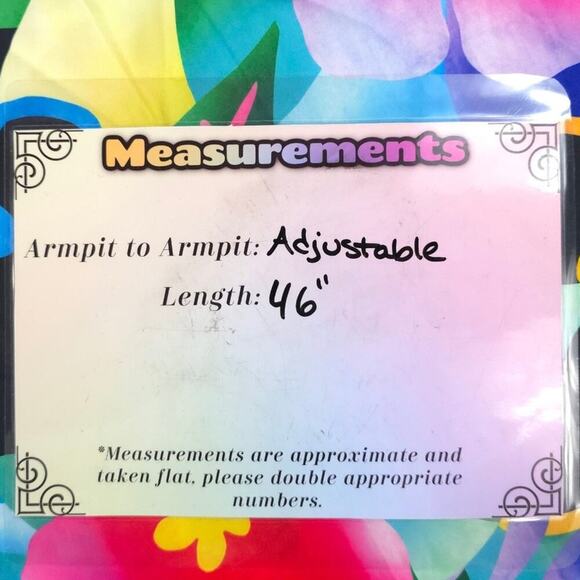 Measurements
Armpit to Armpit: Adjustable
Length: 46"
*Measurements are approximate and
taken flat, please double appropriate
numbers.